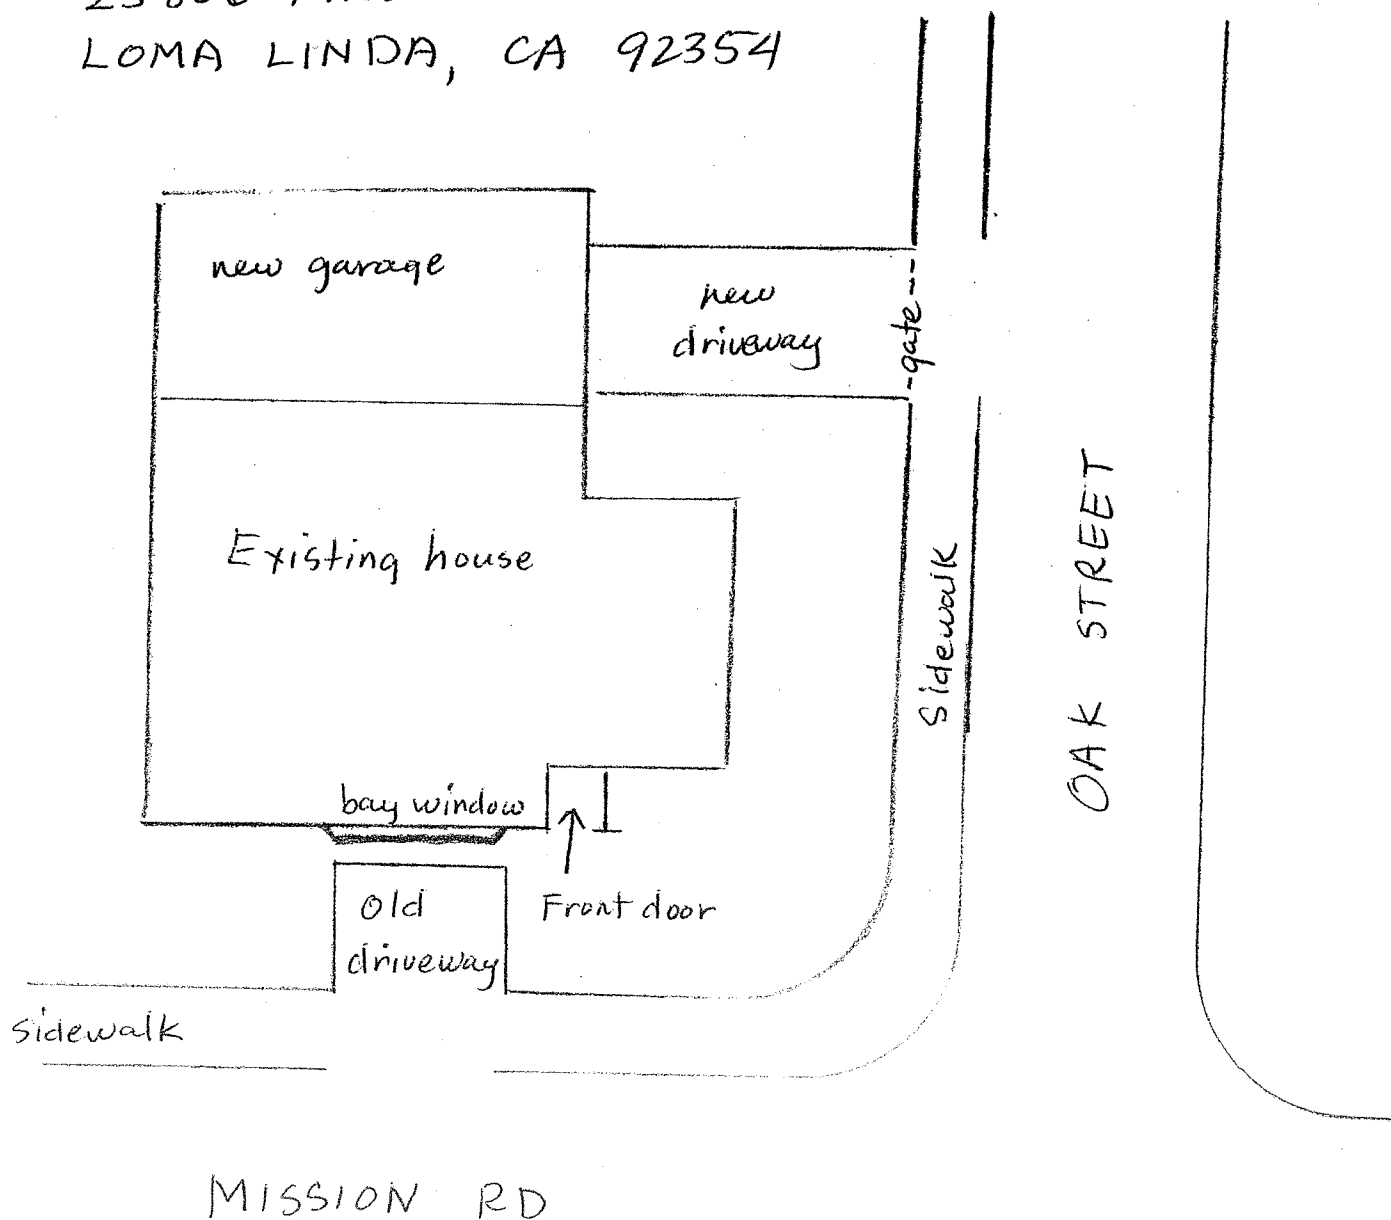 LOMA LINDA, CA 92354
new garage
new
driveway
gate
Existing house
Sidewalk
OAK STREET
bay window
Old
driveway
Front door
sidewalk
MISSION RD